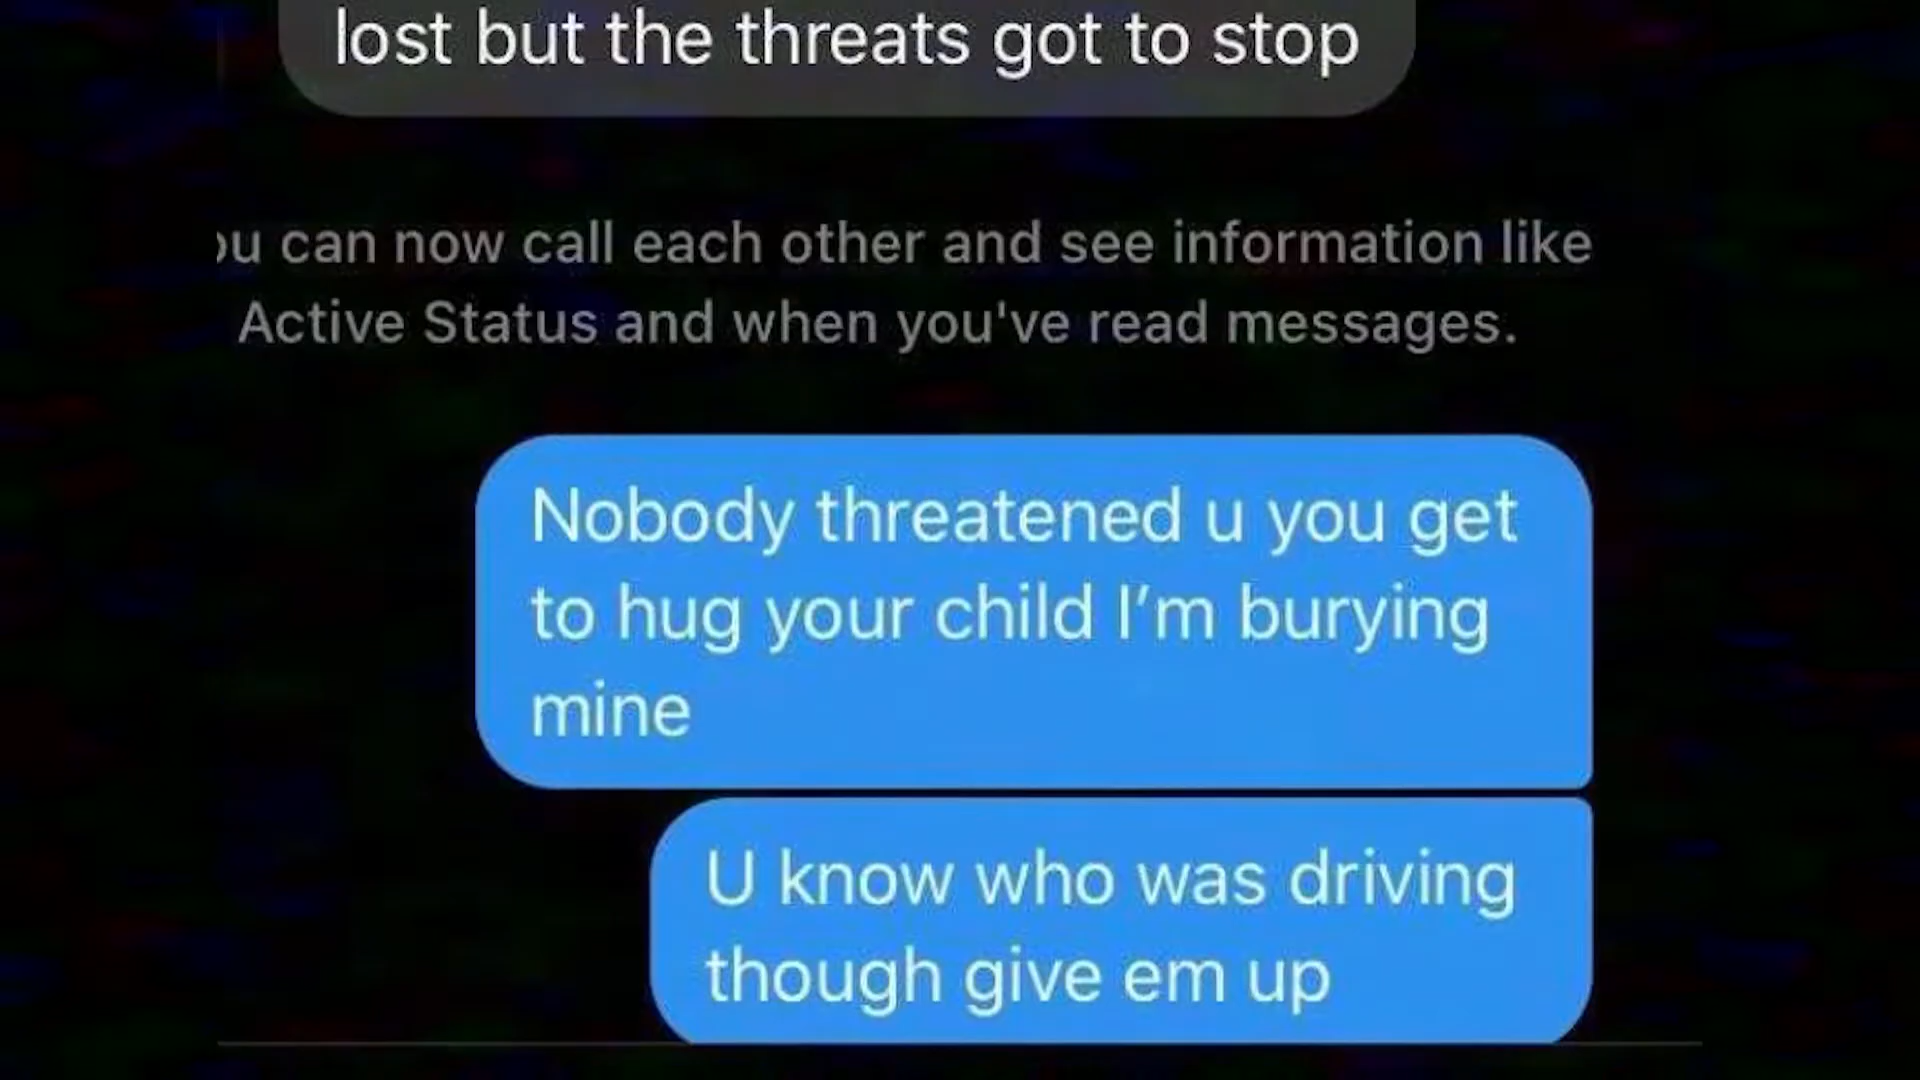 lost but the threats got to stop
ou can now call each other and see information like
Active Status and when you've read messages.
Nobody threatened u you get
to hug your child I’m burying
mine
U know who was driving
though give em up